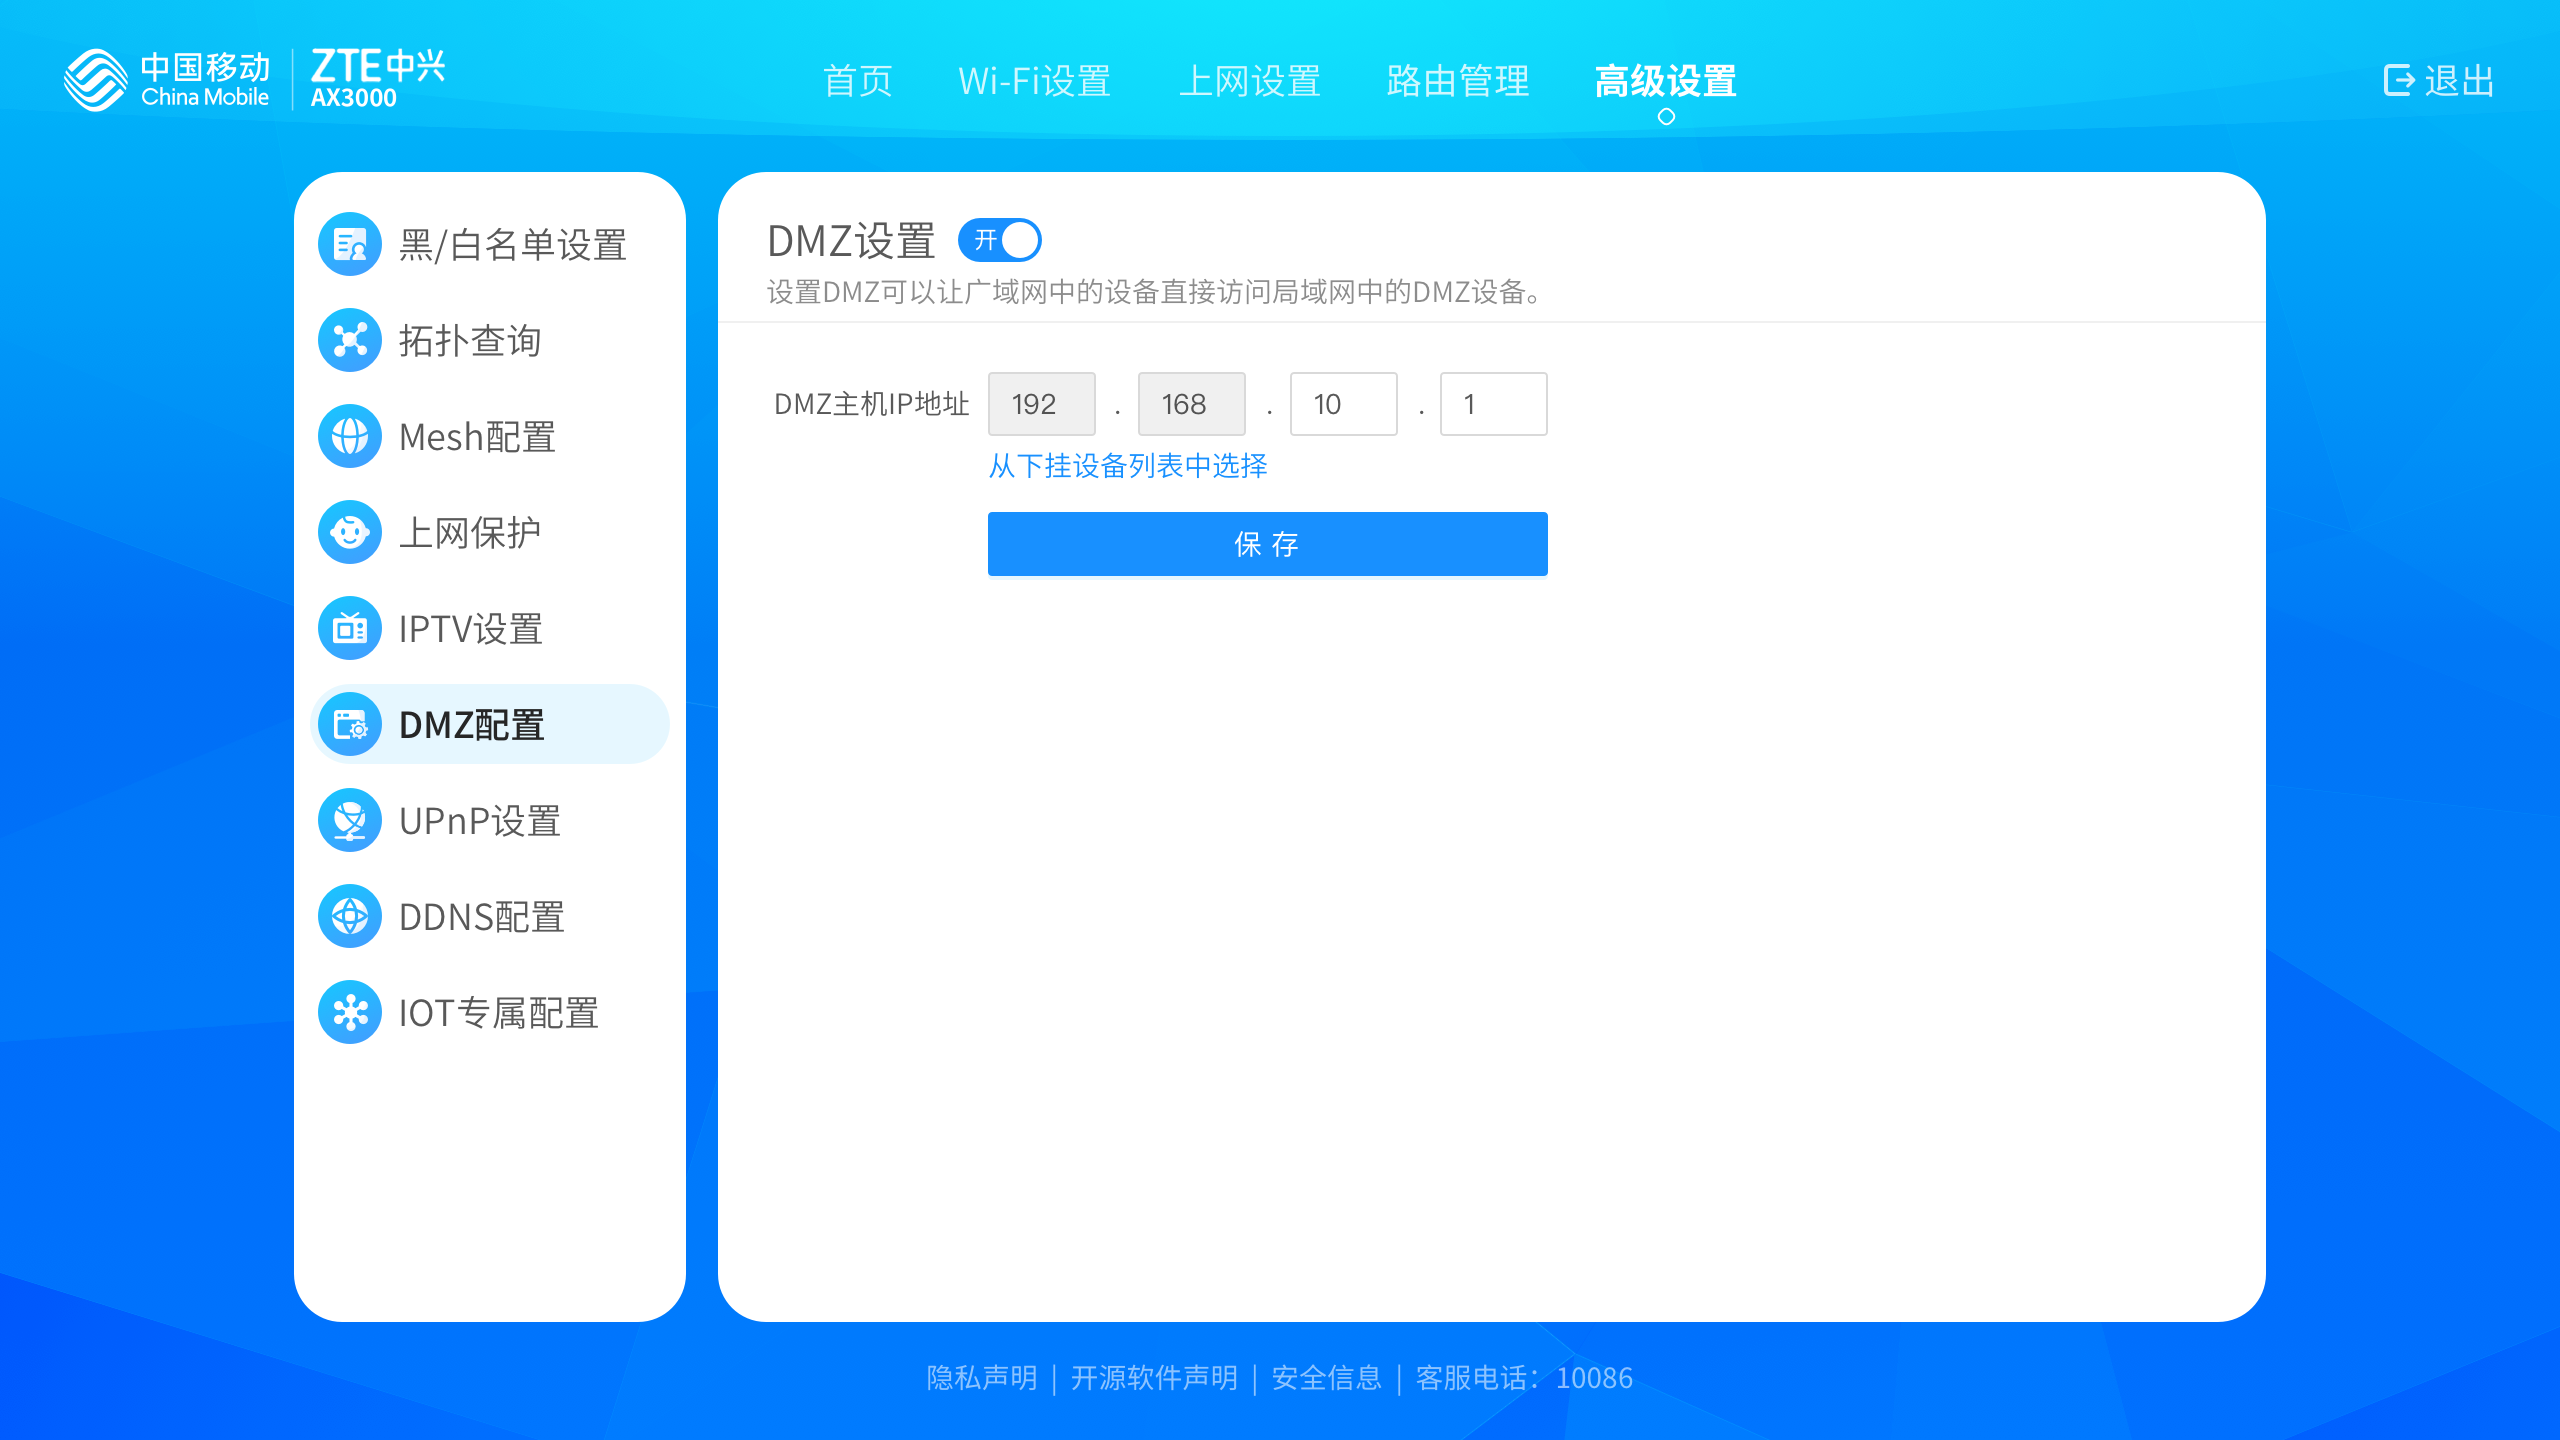 中国移动
China Mobile
ZTE中兴
AX3000
首页 Wi-Fi设置 上网设置 路由管理 高级设置
退出
黑/白名单设置
拓扑查询
Mesh配置
上网保护
IPTV设置
DMZ配置
UPnP设置
DDNS配置
IOT专属配置
DMZ设置 开
设置DMZ可以让广域网中的设备直接访问局域网中的DMZ设备。
DMZ主机IP地址 192 . 168 . 10 . 1
从下挂设备列表中选择
保 存
隐私声明 | 开源软件声明 | 安全信息 | 客服电话：10086